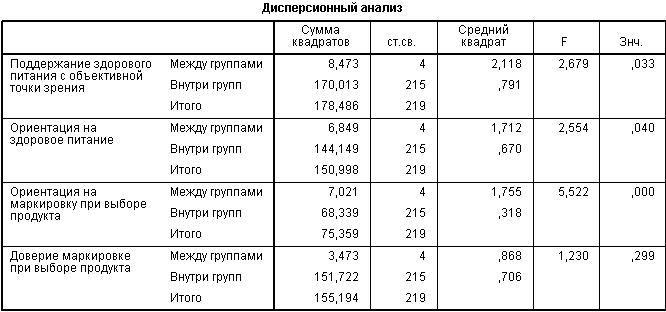 Дисперсионный анализ
Сумма квадратов ст.св. Средний квадрат F Знч.
Поддержание здорового питания с объективной точки зрения Между группами 8,473 4 2,118 2,679 ,033
Внутри групп 170,013 215 ,791
Итого 178,486 219
Ориентация на здоровое питание Между группами 6,849 4 1,712 2,554 ,040
Внутри групп 144,149 215 ,670
Итого 150,998 219
Ориентация на маркировку при выборе продукта Между группами 7,021 4 1,755 5,522 ,000
Внутри групп 68,339 215 ,318
Итого 75,359 219
Доверие маркировке при выборе продукта Между группами 3,473 4 ,868 1,230 ,299
Внутри групп 151,722 215 ,706
Итого 155,194 219